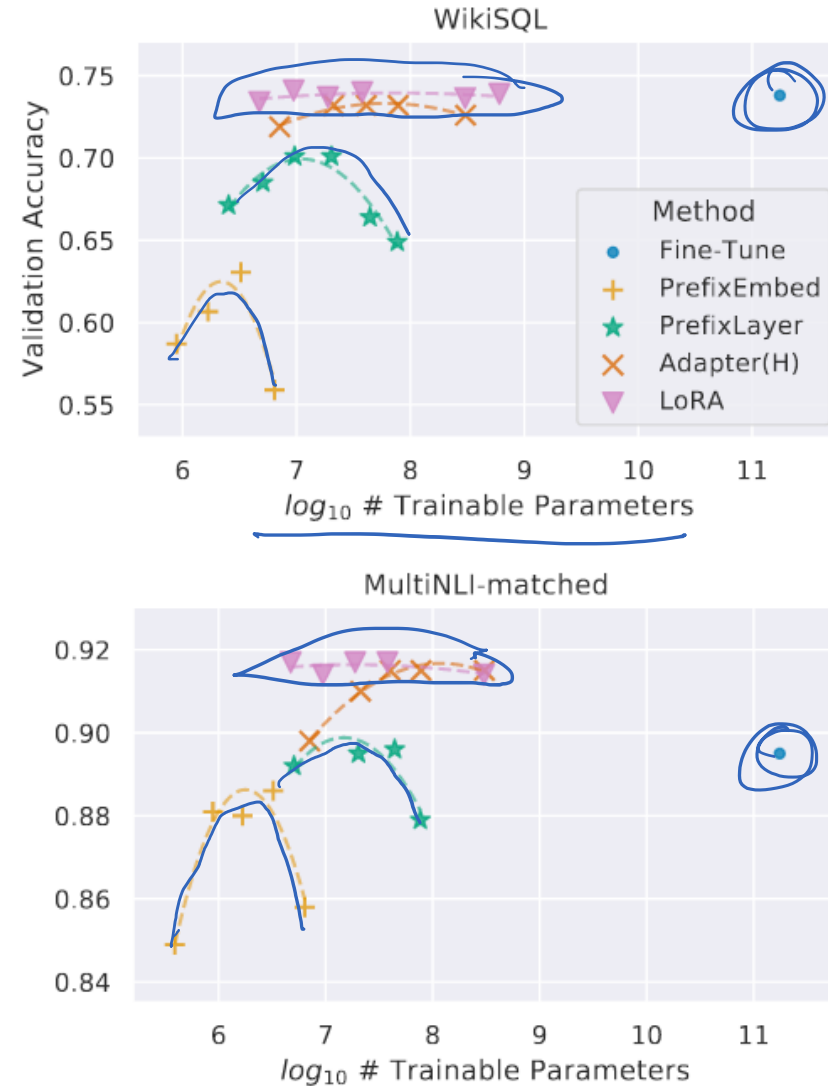 WikiSQL
Validation Accuracy
0.75
0.70
0.65
0.60
0.55
Method
Fine-Tune
PrefixEmbed
PrefixLayer
Adapter(H)
LoRA
6 7 8 9 10 11
log₁₀ # Trainable Parameters
MultiNLI-matched
0.92
0.90
0.88
0.86
0.84
6 7 8 9 10 11
log₁₀ # Trainable Parameters